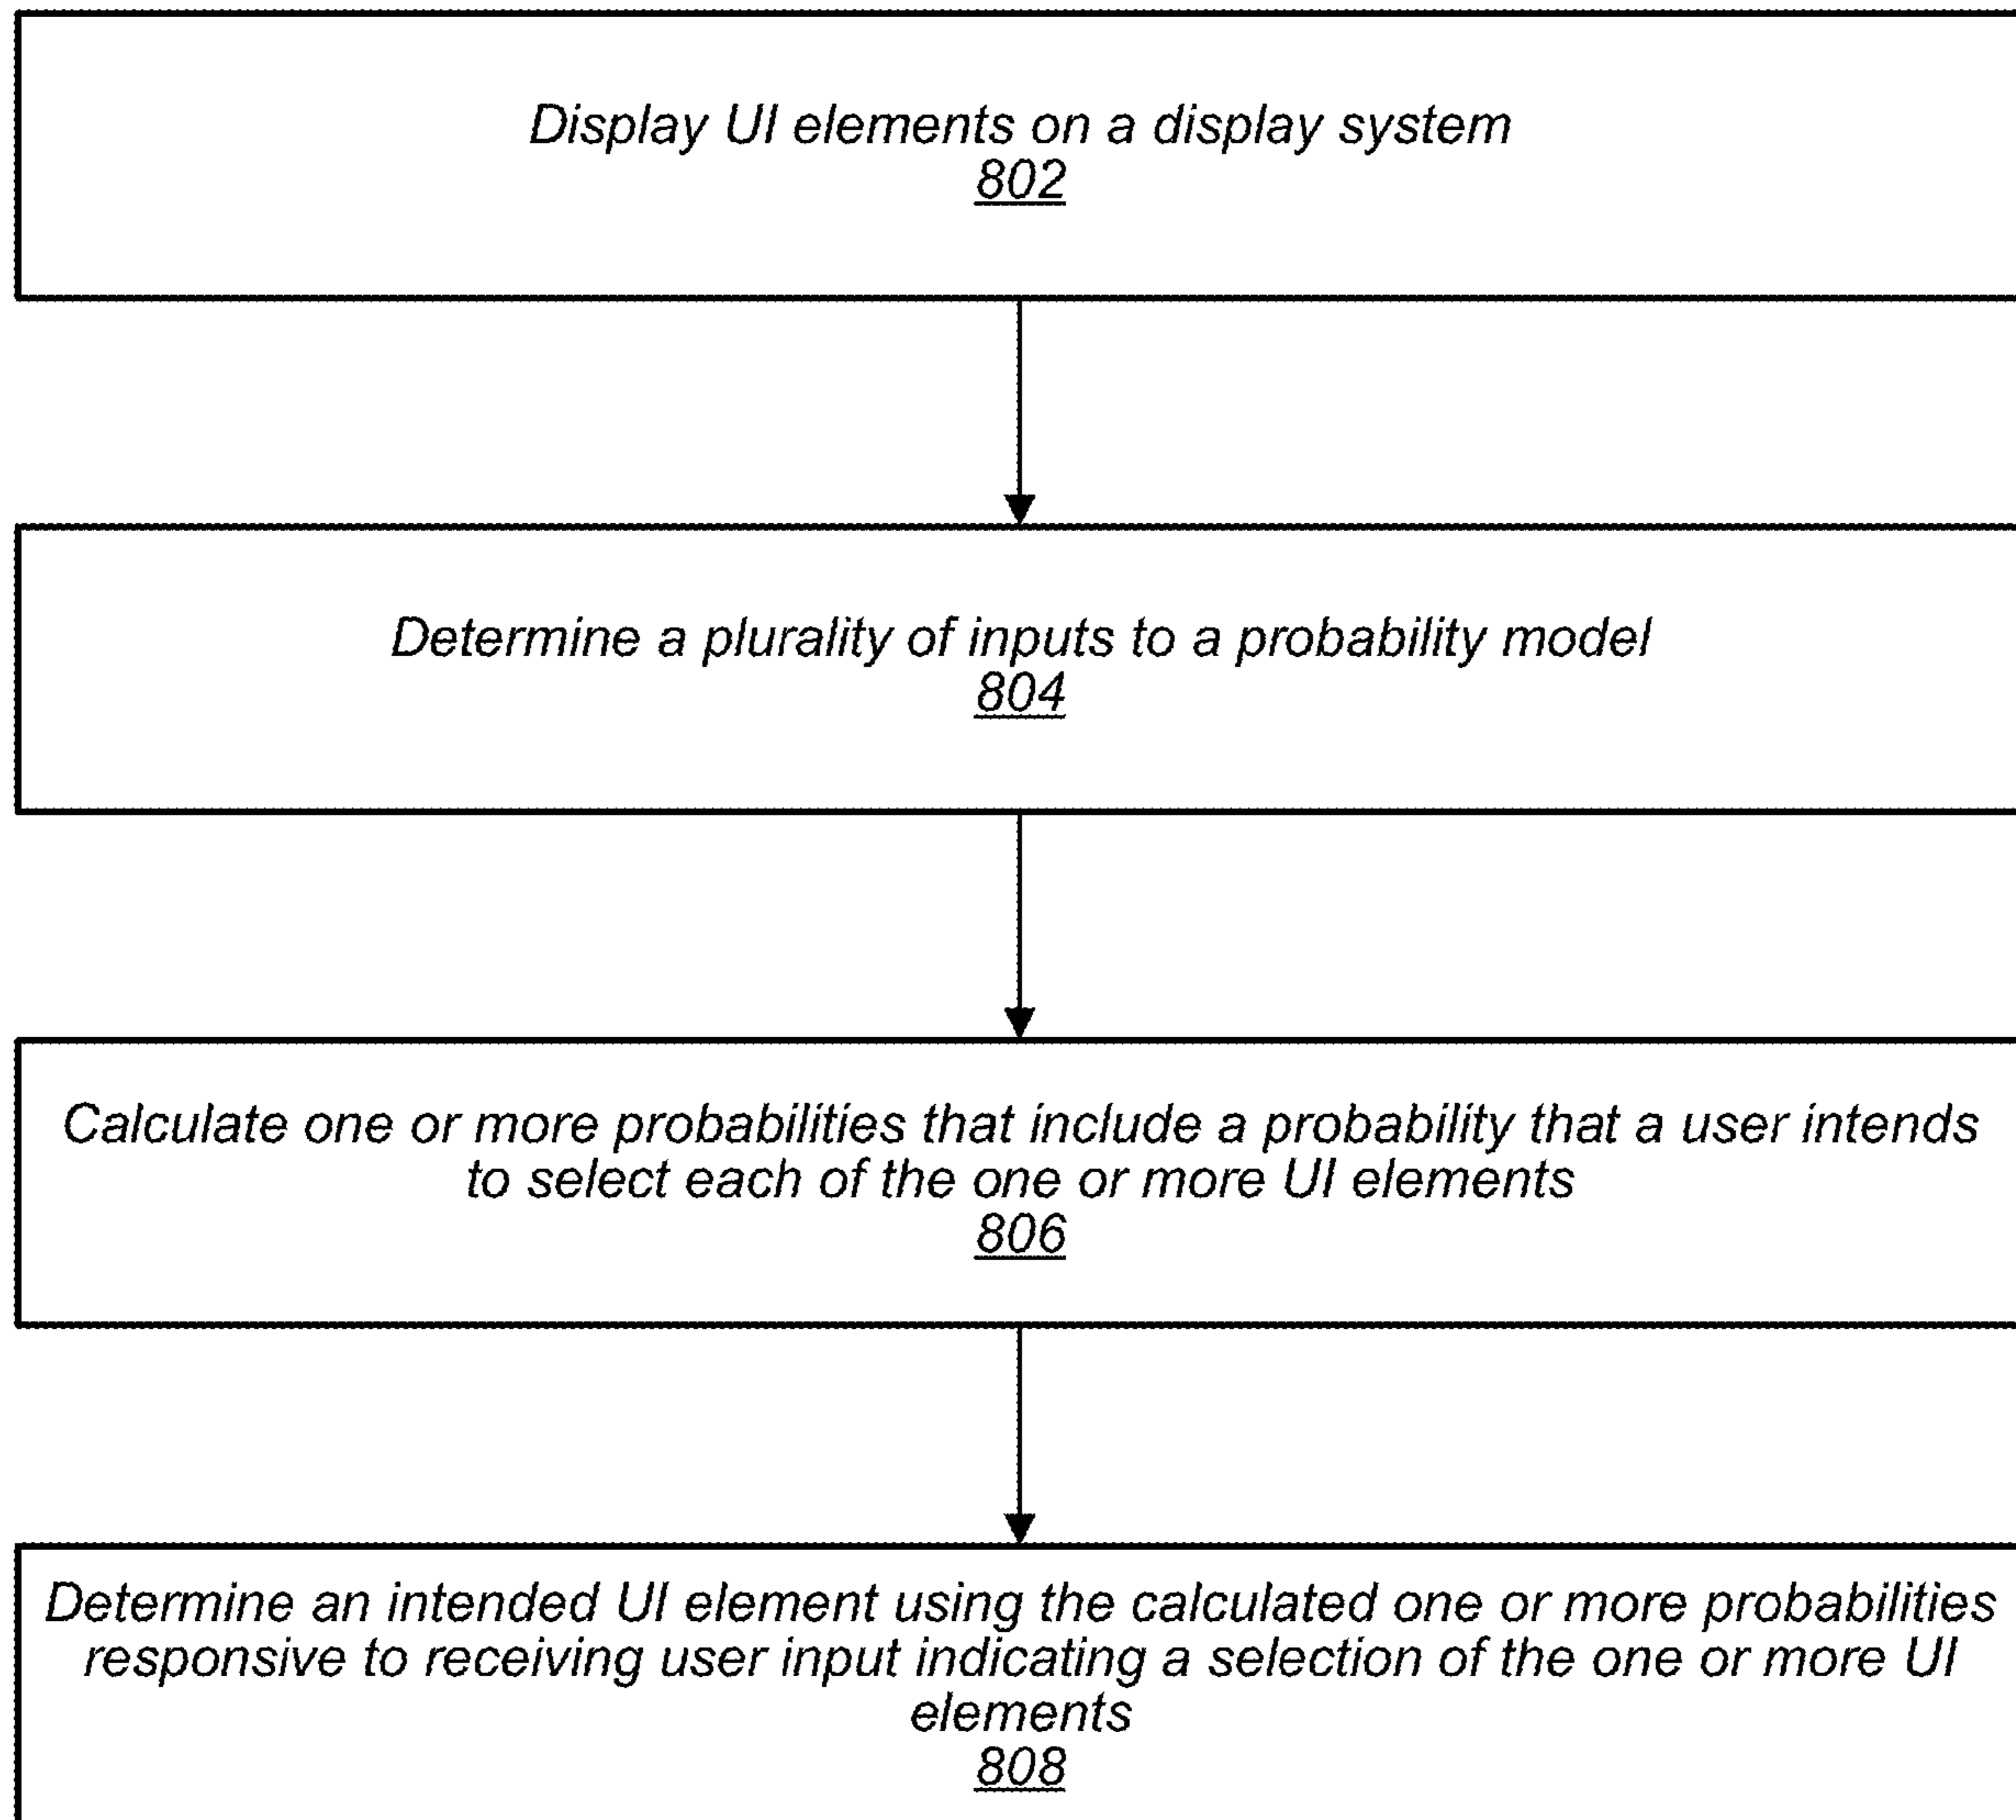 Display UI elements on a display system
802
Determine a plurality of inputs to a probability model
804
Calculate one or more probabilities that include a probability that a user intends
to select each of the one or more UI elements
806
Determine an intended UI element using the calculated one or more probabilities
responsive to receiving user input indicating a selection of the one or more UI
elements
808